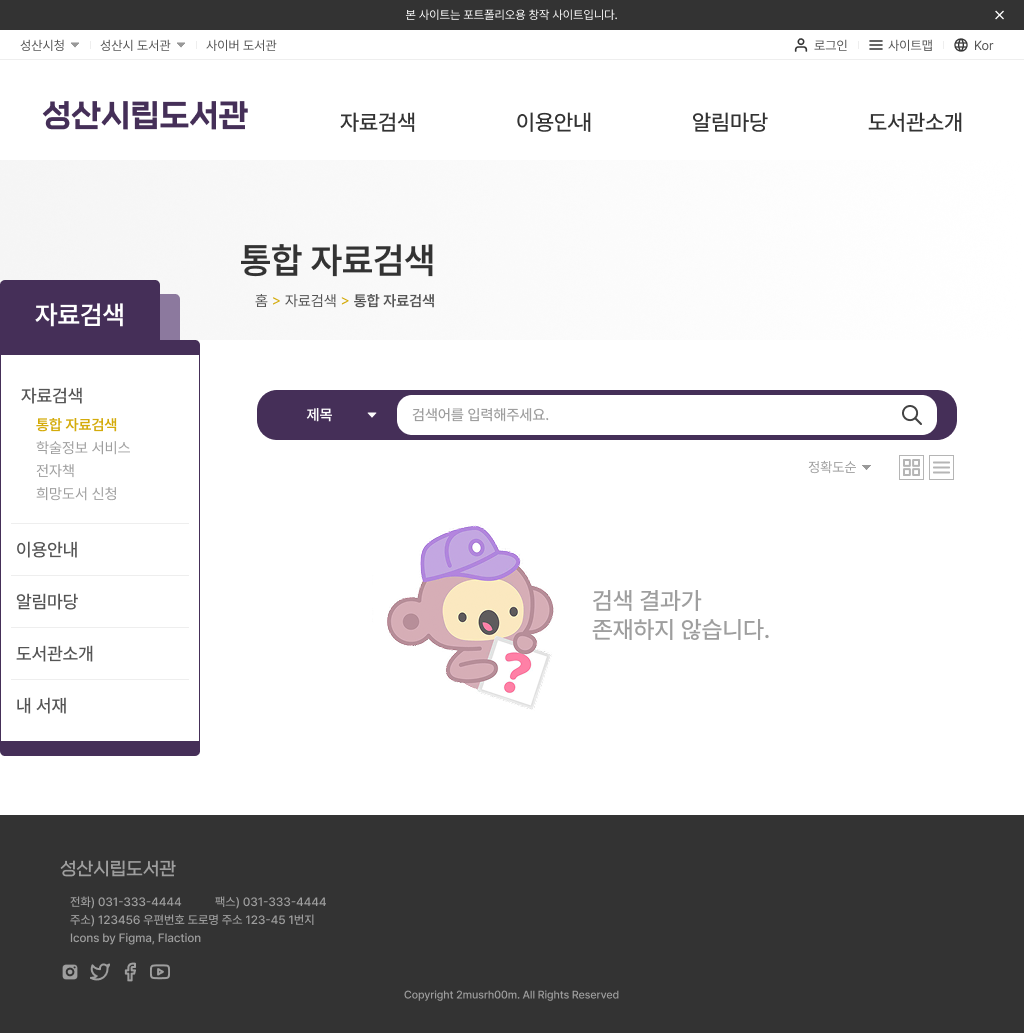 본 사이트는 포트폴리오용 창작 사이트입니다.
성산시청 성산시 도서관 사이버 도서관 로그인 사이트맵 Kor
성산시립도서관 자료검색 이용안내 알림마당 도서관소개
통합 자료검색
홈 > 자료검색 > 통합 자료검색
자료검색
자료검색
통합 자료검색
학술정보 서비스
전자책
희망도서 신청
이용안내
알림마당
도서관소개
내 서재
제목 검색어를 입력해주세요.
정확도순
?
검색 결과가
존재하지 않습니다.
성산시립도서관
전화) 031-333-4444 팩스) 031-333-4444
주소) 123456 우편번호 도로명 주소 123-45 1번지
Icons by Figma, Flaction
Copyright 2musrh00m. All Rights Reserved